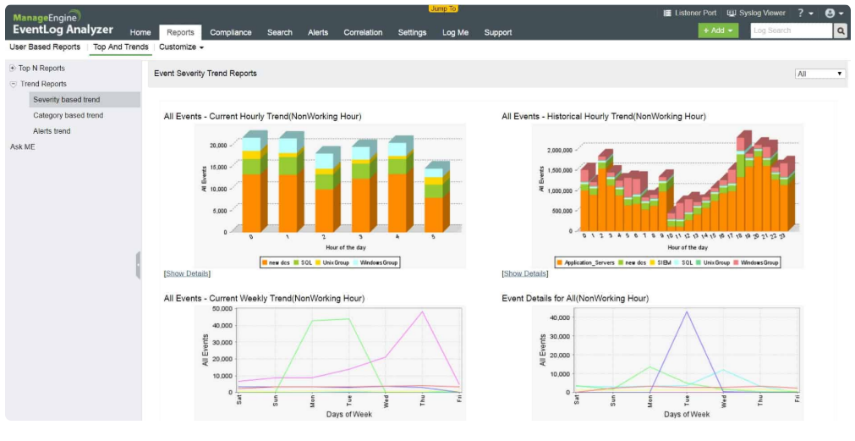 Jump To
ManageEngine
EventLog Analyzer
Listener Port Syslog Viewer ?
Home Reports Compliance Search Alerts Correlation Settings Log Me Support
+ Add Log Search
User Based Reports Top And Trends Customize
Top N Reports
Trend Reports
Severity based trend
Category based trend
Alerts trend
Ask ME
Event Severity Trend Reports
All
All Events - Current Hourly Trend(NonWorking Hour)
All Events
20,000
15,000
10,000
5,000
0
0 1 2 3 4 5
Hour of the day
new dcs SQL Unix Group Windows Group
[Show Details]
All Events - Historical Hourly Trend(NonWorking Hour)
All Events
2,000,000
1,500,000
1,000,000
500,000
0
0 1 2 3 4 5 6 7 8 9 10 11 12 13 14 15 16 17 18 19 20 21 22 23
Hour of the day
Application_Servers new dcs SIEM SQL Unix Group Windows Group
[Show Details]
All Events - Current Weekly Trend(NonWorking Hour)
All Events
50,000
40,000
30,000
20,000
10,000
0
Sat Sun Mon Tue Wed Thu Fri
Days of Week
Event Details for All(NonWorking Hour)
All Events
40,000
30,000
20,000
10,000
0
Sat Sun Mon Tue Wed Thu Fri
Days of Week